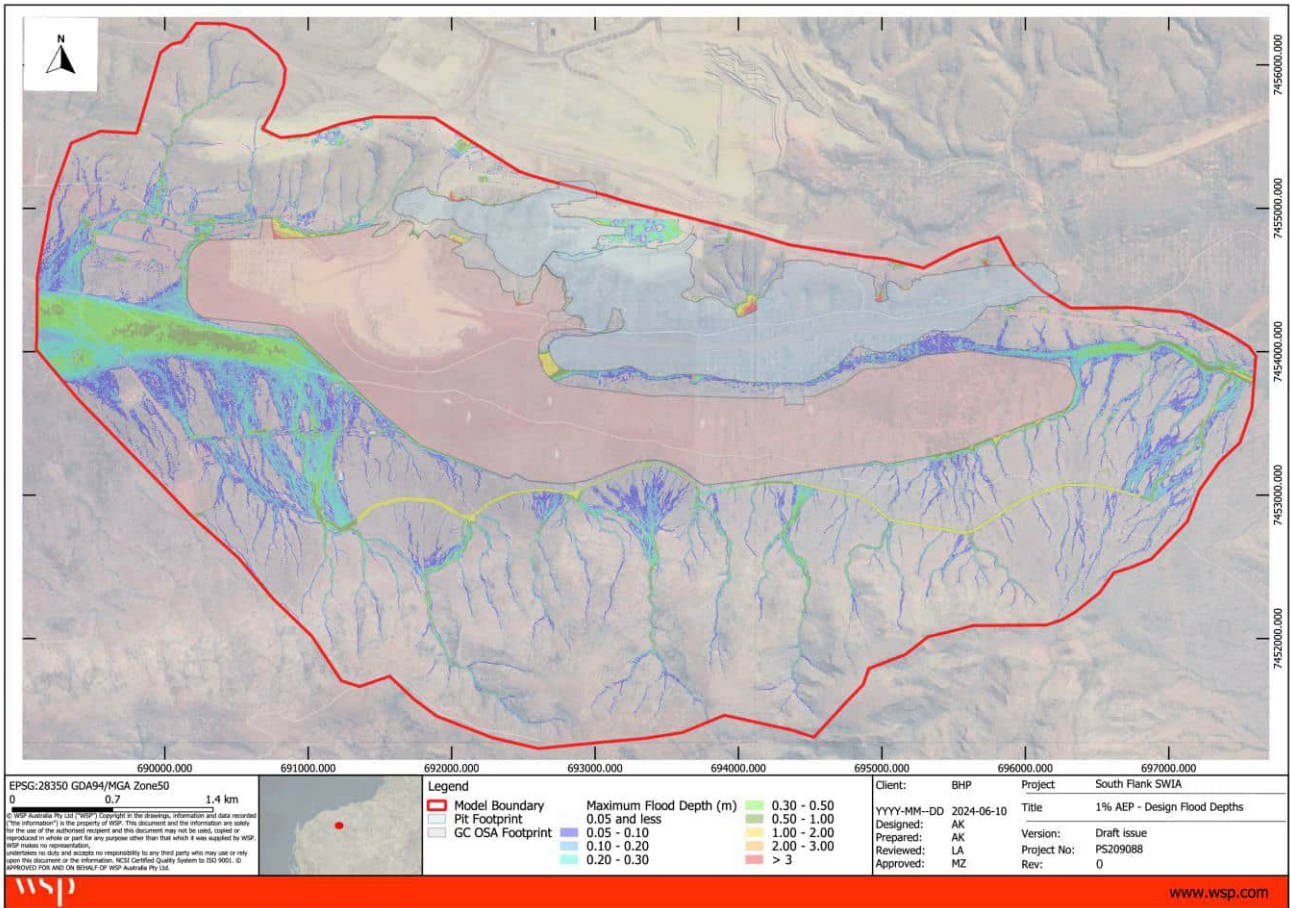 N
7456000.000
7455000.000
7454000.000
7453000.000
7452000.000
690000.000 691000.000 692000.000 693000.000 694000.000 695000.000 696000.000 697000.000
EPSG:28350 GDA94/MGA Zone50
0 0.7 1.4 km
© WSP Australia Pty Ltd ("WSP") Copyright in the drawings, information and data recorded
("the information") is the property of WSP. This document and the information are solely
for the use of the authorised recipient and this document may not be used, copied or
reproduced in whole or part for any purpose other than that which it was supplied by WSP.
WSP makes no representation,
undertakes no duty and accepts no responsibility to any third party who may use or rely
upon this document or the information. NCSI Certified Quality System to ISO 9001. ©
APPROVED FOR AND ON BEHALF OF WSP Australia Pty Ltd.
Legend
Model Boundary
Pit Footprint
GC OSA Footprint
Maximum Flood Depth (m)
0.05 and less
0.05 - 0.10
0.10 - 0.20
0.20 - 0.30
0.30 - 0.50
0.50 - 1.00
1.00 - 2.00
2.00 - 3.00
> 3
Client: BHP
YYYY-MM--DD 2024-06-10
Designed: AK
Prepared: AK
Reviewed: LA
Approved: MZ
Project South Flank SWIA
Title 1% AEP - Design Flood Depths
Version: Draft issue
Project No: PS209088
Rev: 0
wsp
www.wsp.com